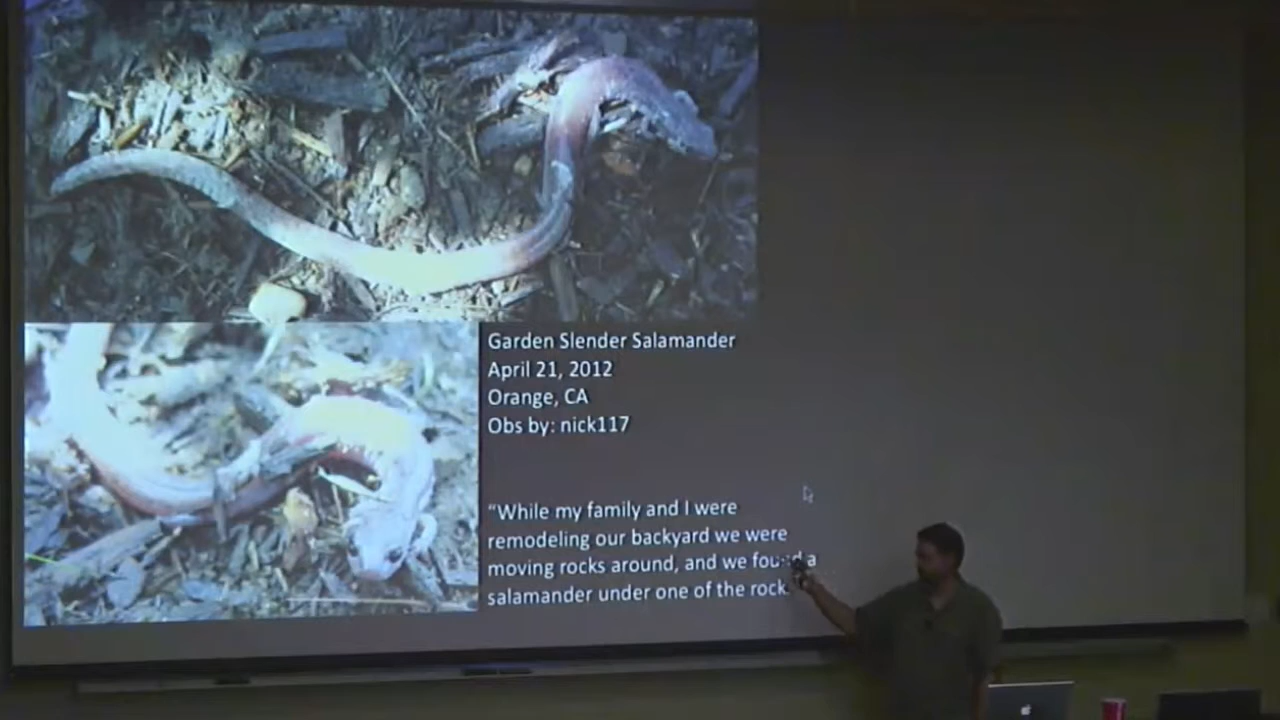 Garden Slender Salamander
April 21, 2012
Orange, CA
Obs by: nick117
“While my family and I were
remodeling our backyard we were
moving rocks around, and we found a
salamander under one of the rock